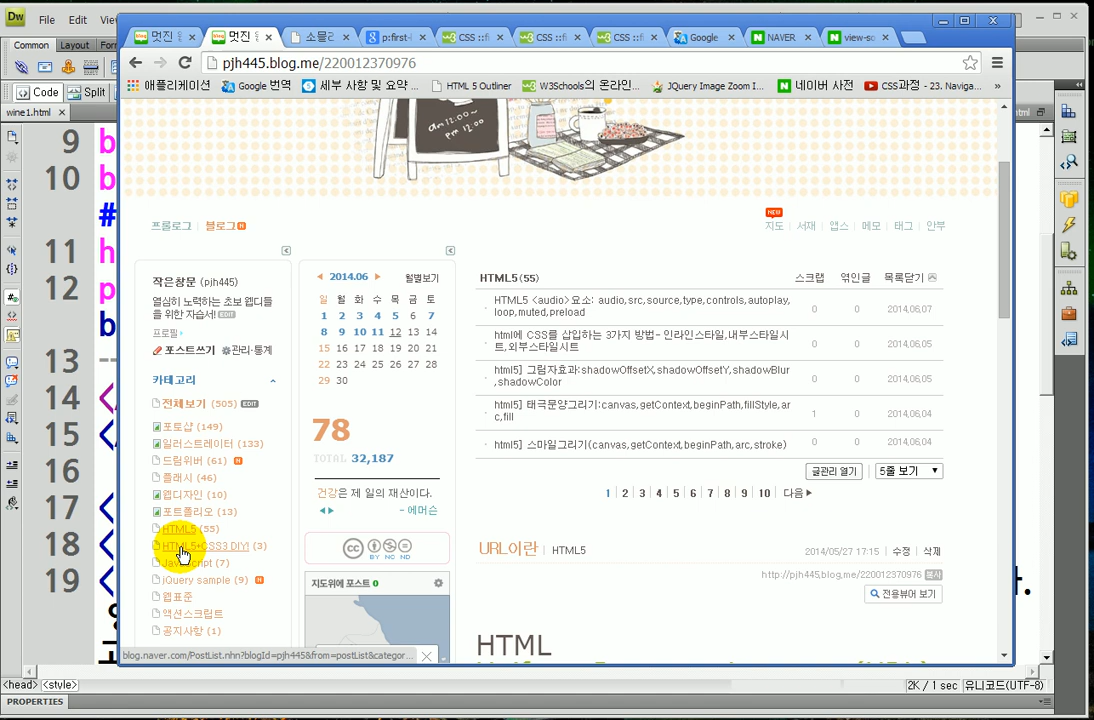 Dw File Edit
Common Layout
Code Split
wine1.html
멋진 멋진 소믈리 p:first-l CSS ::fi CSS ::fi CSS ::fi Google NAVER view-so
pjh445.blog.me/220012370976
애플리케이션 Google 번역 세부 사항 및 요약 ... HTML 5 Outliner W3Schools의 온라인... JQuery Image Zoom I... 네이버 사전 CSS과정 - 23. Naviga... »
am 12:00
pm 12:00
프롤로그 블로그
NEW
지도 서재 앱스 메모 태그 안부
작은창문 (pjh445)
열심히 노력하는 초보 웹디를 위한 자습서! EDIT
프로필
포스트쓰기 관리·통계
카테고리
전체보기 (505) EDIT
포토샵 (149)
일러스트레이터 (133)
드림위버 (61)
플래시 (46)
웹디자인 (10)
포트폴리오 (13)
HTML5 (55)
HTML5+CSS3 DIY! (3)
JavaScript (7)
jQuery sample (9)
웹표준
액션스크립트
공지사항 (1)
2014.06 월별보기
일 월 화 수 목 금 토
1 2 3 4 5 6 7
8 9 10 11 12 13 14
15 16 17 18 19 20 21
22 23 24 25 26 27 28
29 30
78
TOTAL 32,187
건강은 제 일의 재산이다.
- 에머슨
cc BY NC ND
지도위에 포스트 0
HTML5(55) 스크랩 엮인글 목록닫기
HTML5 <audio>요소: audio,src,source,type,controls,autoplay,
loop,muted,preload 0 0 2014,06,07
html에 CSS를 삽입하는 3가지 방법- 인라인스타일,내부스타일시
트,외부스타일시트 0 0 2014,06,05
html5] 그림자효과:shadowOffsetX,shadowOffsetY,shadowBlur
,shadowColor 0 0 2014,06,05
html5] 태극문양그리기:canvas,getContext,beginPath,fillStyle,ar
c,fill 1 0 2014,06,04
html5] 스마일그리기(canvas,getContext,beginPath,arc,stroke) 0 0 2014,06,04
글관리 열기 5줄 보기
1 2 3 4 5 6 7 8 9 10 다음
URL이란 HTML5 2014/05/27 17:15 수정 삭제
http://pjh445.blog.me/220012370976 복사
전용뷰어 보기
HTML
blog.naver.com/PostList.nhn?blogId=pjh445&from=postList&categor...
9 b
10 b
#
11 h
12 p
b
13 --
14 <
15 <
16
17 <
18 <
19 <
다.
<head> <style> 2K / 1 sec 유니코드(UTF-8)
PROPERTIES